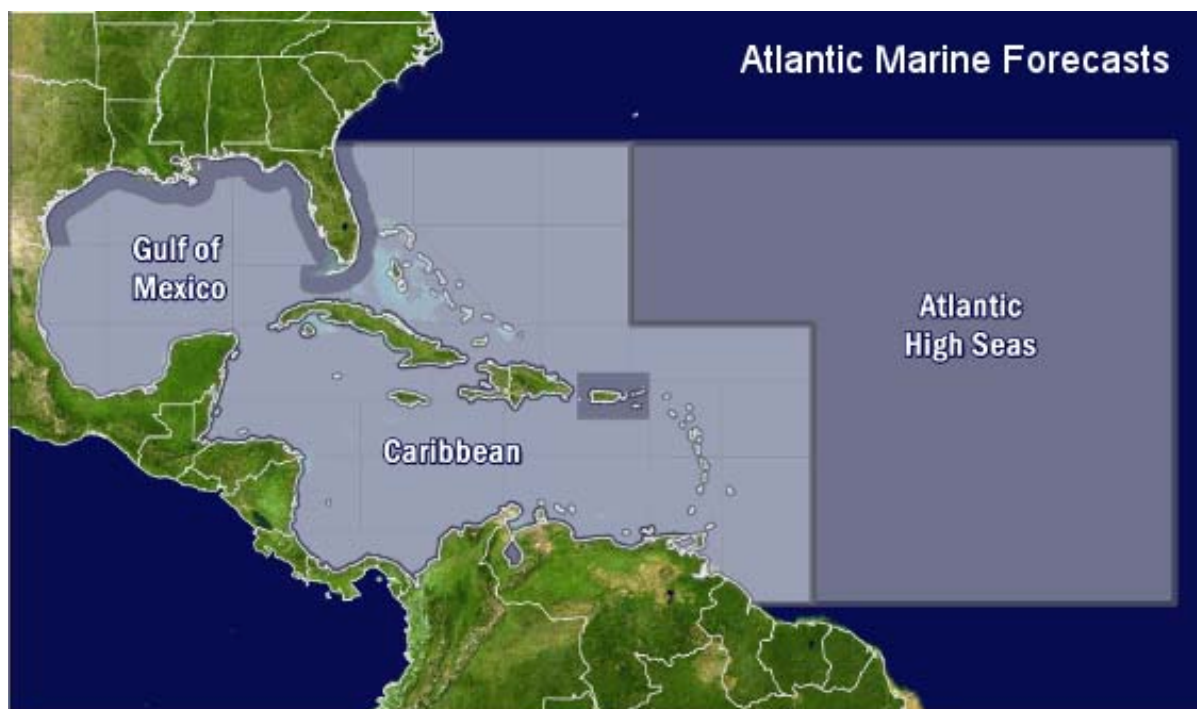 Atlantic Marine Forecasts
Gulf of
Mexico
Atlantic
High Seas
Caribbean